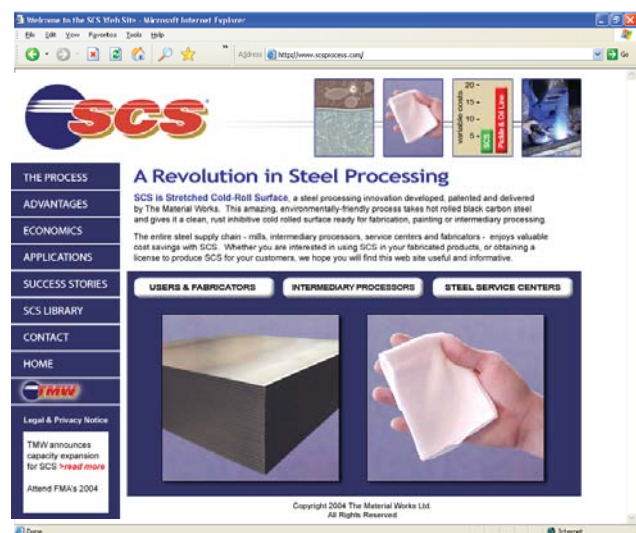 Welcome to the SCS Web Site - Microsoft Internet Explorer
File Edit View Favorites Tools Help
Address http://www.scsprocess.com/ Go
SCS
variable costs
20 -
15 -
10 -
5 -
SCS
Pickle & Oil Line
THE PROCESS
ADVANTAGES
ECONOMICS
APPLICATIONS
SUCCESS STORIES
SCS LIBRARY
CONTACT
HOME
TMW
Legal & Privacy Notice
TMW announces
capacity expansion
for SCS >read more
Attend FMA's 2004
A Revolution in Steel Processing
SCS is Stretched Cold-Roll Surface, a steel processing innovation developed, patented and delivered
by The Material Works. This amazing, environmentally-friendly process takes hot rolled black carbon steel
and gives it a clean, rust inhibitive cold rolled surface ready for fabrication, painting or intermediary processing.
The entire steel supply chain - mills, intermediary processors, service centers and fabricators - enjoys valuable
cost savings with SCS. Whether you are interested in using SCS in your fabricated products, or obtaining a
license to produce SCS for your customers, we hope you will find this web site useful and informative.
USERS & FABRICATORS
INTERMEDIARY PROCESSORS
STEEL SERVICE CENTERS
Copyright 2004 The Material Works Ltd.
All Rights Reserved
Done
Internet